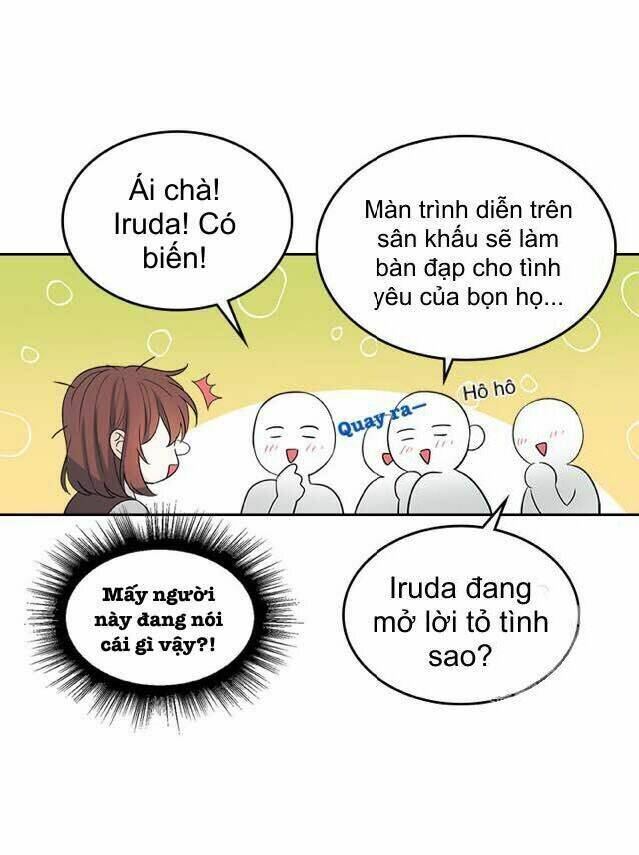 Ái chà!
Iruda! Có
biến!
Màn trình diễn trên
sân khấu sẽ làm
bàn đạp cho tình
yêu của bọn họ...
Hô hô
Quay ra—
Mấy người
này đang nói
cái gì vậy?!
Iruda đang
mở lời tỏ tình
sao?